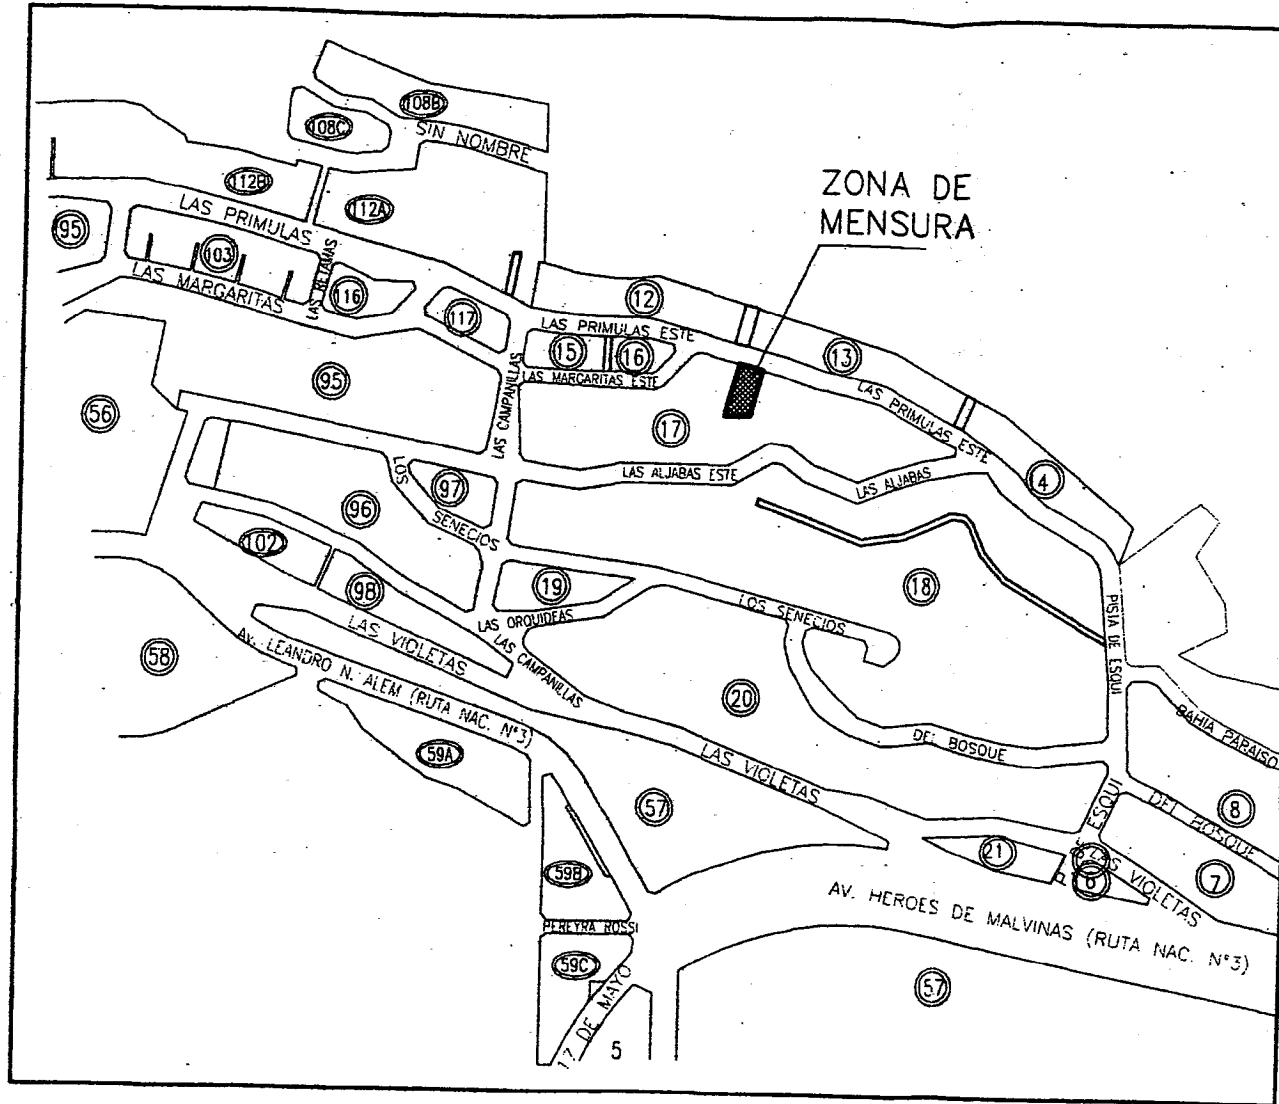 108B
108C
SIN NOMBRE
112B
112A
ZONA DE
MENSURA
LAS PRIMULAS
95
103
LAS RETAMAS
LAS MARGARITAS
116
117
12
LAS PRIMULAS ESTE
15
16
13
LAS MARGARITAS ESTE
95
LAS CAMPANILLAS
56
17
LAS PRIMULAS ESTE
LAS ALJABAS ESTE
LAS ALJABAS
4
LOS
SENECIOS
97
96
102
98
19
18
LOS SENECIOS
LAS ORQUIDEAS
LAS CAMPANILLAS
PISTA DE ESQUI
LAS VIOLETAS
58
AV. LEANDRO N. ALEM (RUTA NAC. N°3)
20
59A
DEL BOSQUE
BAHIA PARAISO
LAS VIOLETAS
57
ESQUI
DEL BOSQUE
8
21
6
LAS VIOLETAS
7
59B
AV. HEROES DE MALVINAS (RUTA NAC. N°3)
PEREYRA ROSSI
59C
17 DE MAYO
57
5